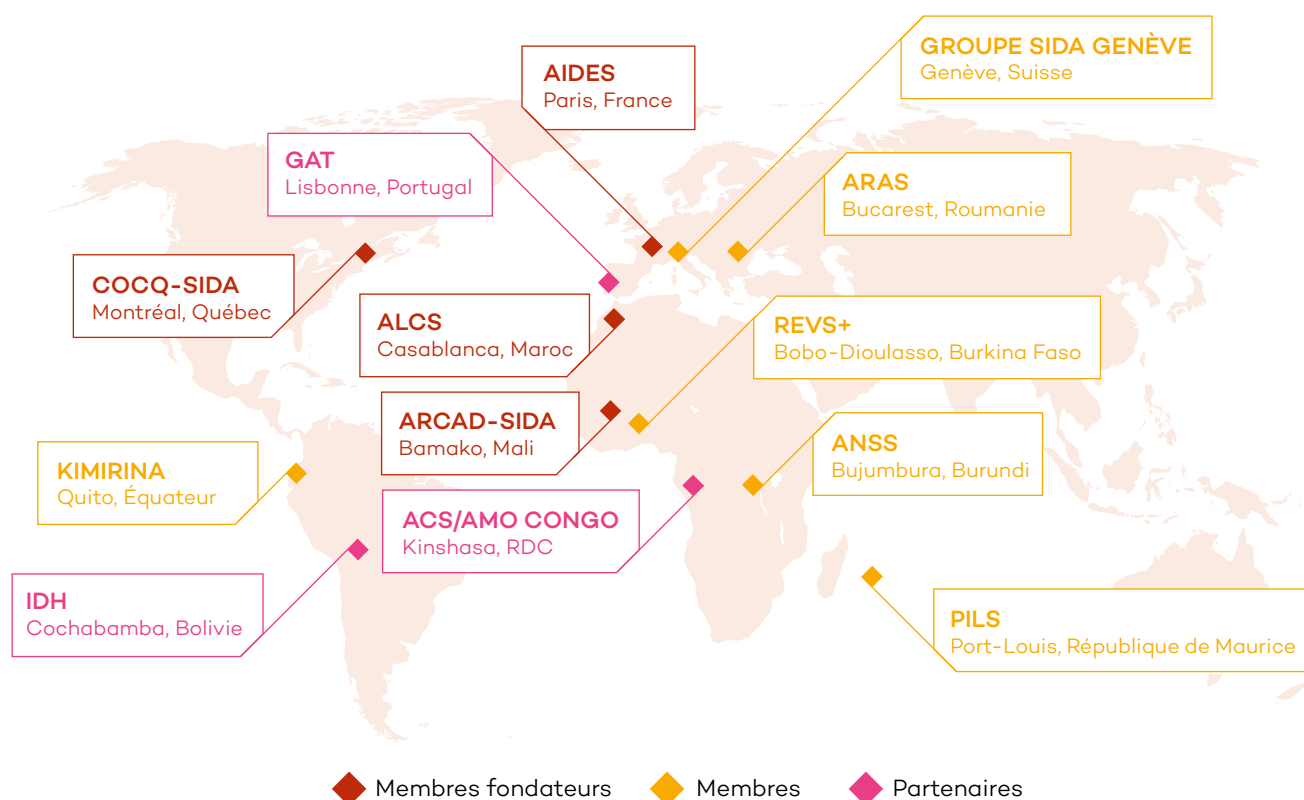 GROUPE SIDA GENÈVE
Genève, Suisse
AIDES
Paris, France
GAT
Lisbonne, Portugal
ARAS
Bucarest, Roumanie
COCQ-SIDA
Montréal, Québec
ALCS
Casablanca, Maroc
REVS+
Bobo-Dioulasso, Burkina Faso
ARCAD-SIDA
Bamako, Mali
ANSS
Bujumbura, Burundi
KIMIRINA
Quito, Équateur
ACS/AMO CONGO
Kinshasa, RDC
IDH
Cochabamba, Bolivie
PILS
Port-Louis, République de Maurice
Membres fondateurs
Membres
Partenaires